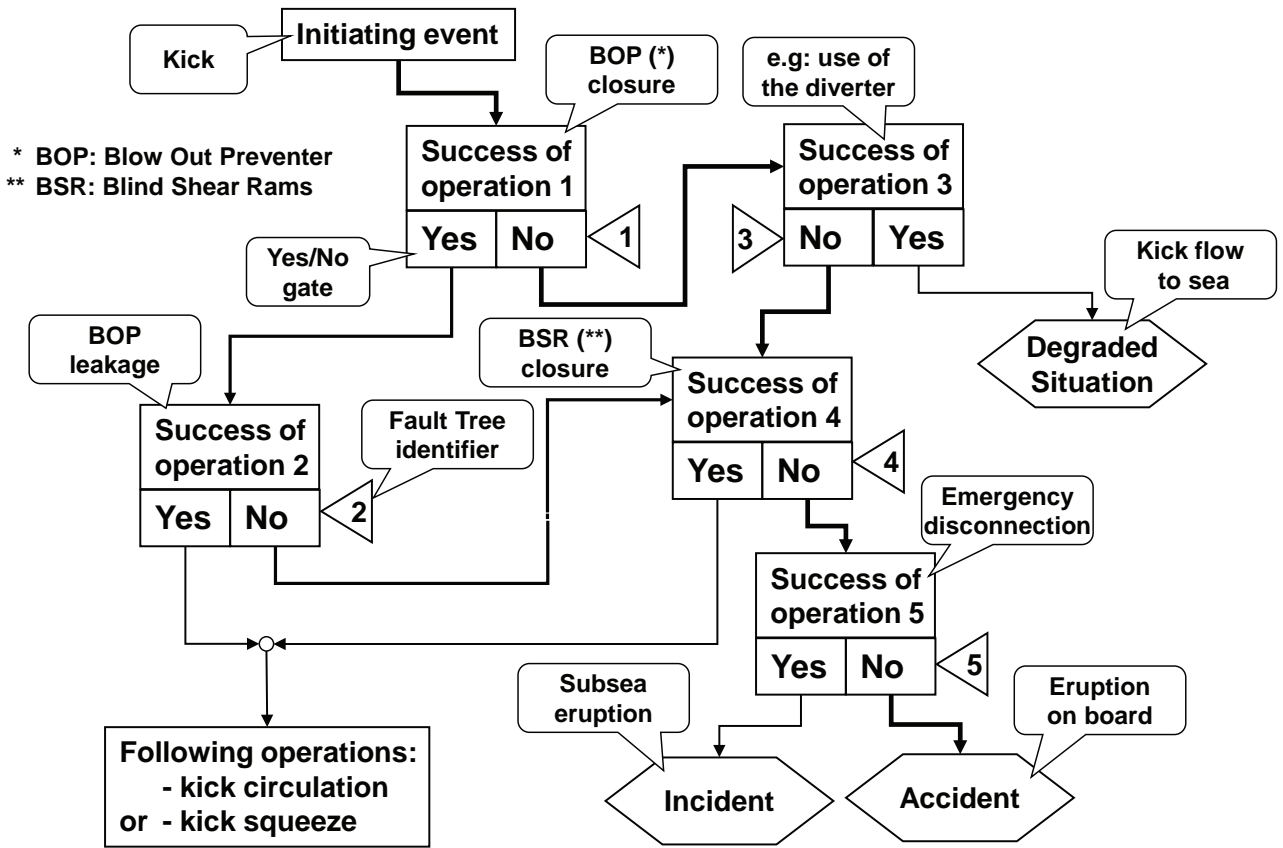 Initiating event
Kick
BOP (*)
closure
e.g: use of
the diverter
* BOP: Blow Out Preventer
** BSR: Blind Shear Rams
Success of
operation 1
Yes No
1
Success of
operation 3
3
No Yes
Yes/No
gate
Kick flow
to sea
Degraded
Situation
BOP
leakage
BSR (**)
closure
Success of
operation 4
Yes No
4
Success of
operation 2
Yes No
2
Fault Tree
identifier
Emergency
disconnection
Success of
operation 5
Yes No
5
Subsea
eruption
Eruption
on board
Following operations:
- kick circulation
or - kick squeeze
Incident
Accident